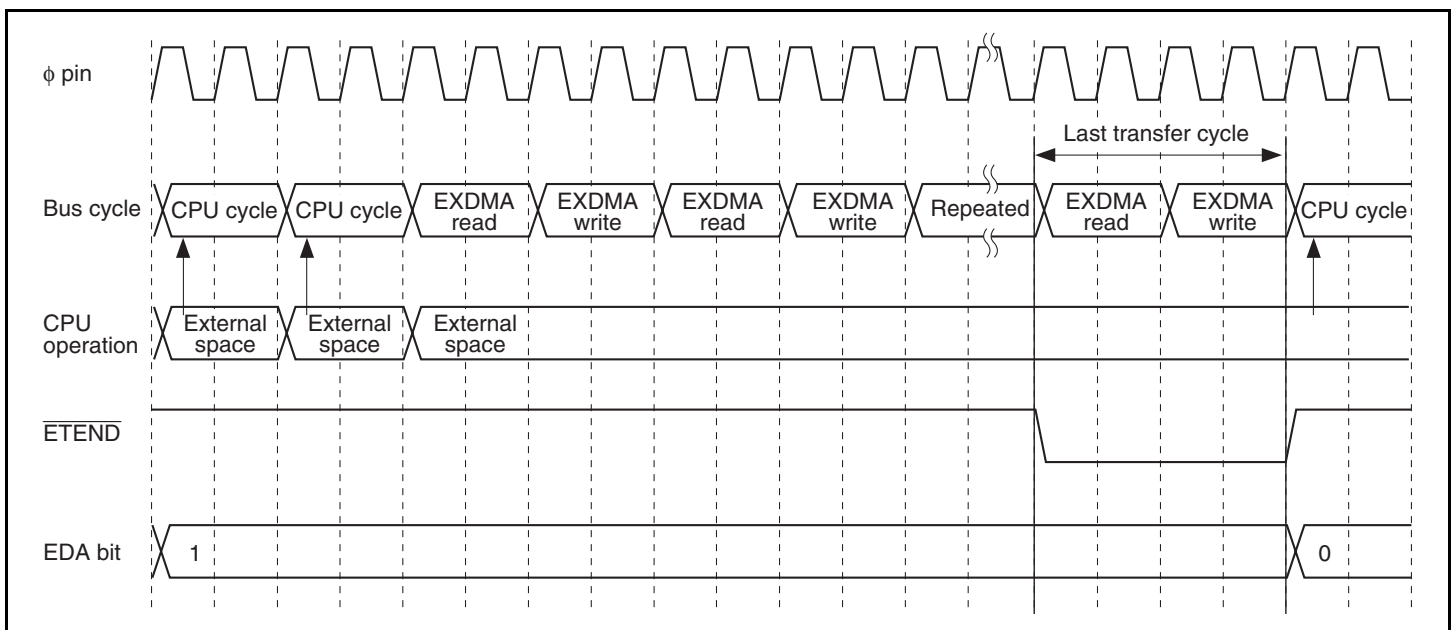 φ pin
Last transfer cycle
Bus cycle
CPU cycle
CPU cycle
EXDMA
read
EXDMA
write
EXDMA
read
EXDMA
write
Repeated
EXDMA
read
EXDMA
write
CPU cycle
CPU
operation
External
space
External
space
External
space
ETEND
EDA bit
1
0